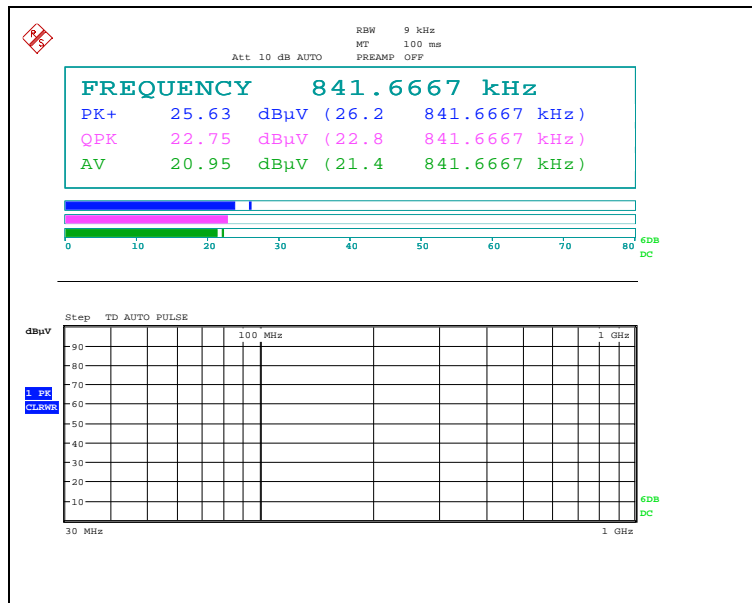 R S
RBW 9 kHz
MT 100 ms
Att 10 dB AUTO PREAMP OFF
FREQUENCY 841.6667 kHz
PK+ 25.63 dBµV (26.2 841.6667 kHz)
QPK 22.75 dBµV (22.8 841.6667 kHz)
AV 20.95 dBµV (21.4 841.6667 kHz)
0 10 20 30 40 50 60 70 80
6DB
DC
Step TD AUTO PULSE
dBµV
100 MHz 1 GHz
90
80
70
1 PK
CLRWR
60
50
40
30
20
10
6DB
DC
30 MHz 1 GHz